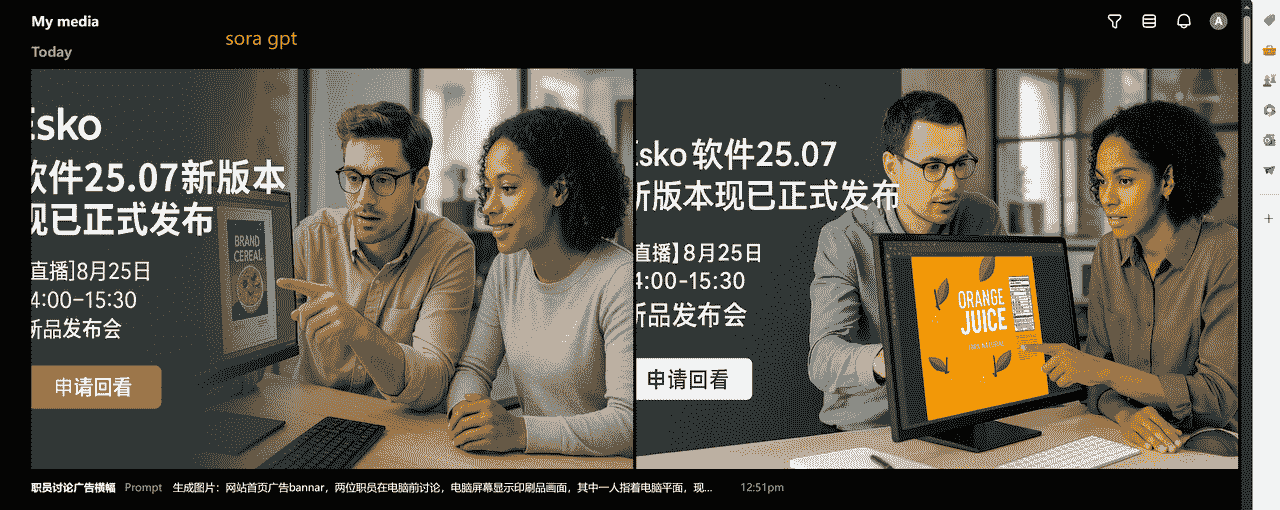 My media
sora gpt
Today
Esko
软件25.07新版本
现已正式发布
直播]8月25日
4:00-15:30
新品发布会
申请回看
BRAND
CEREAL
Esko 软件25.07
新版本现已正式发布
直播】8月25日
4:00-15:30
新品发布会
申请回看
ORANGE
JUICE
职员讨论广告横幅 Prompt 生成图片：网站首页广告bannar，两位职员在电脑前讨论，电脑屏幕显示印刷品画面，其中一人指着电脑平面，现... 12:51pm
A